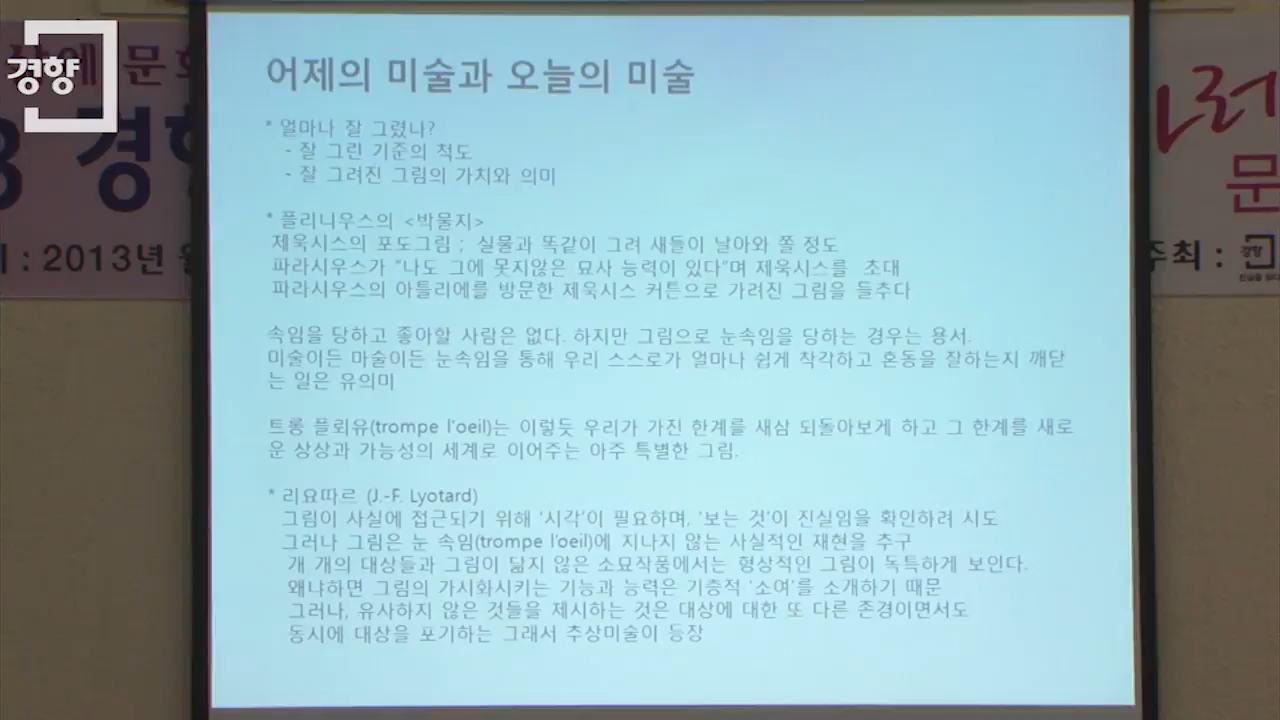 경향
어제의 미술과 오늘의 미술
* 얼마나 잘 그렸나?
- 잘 그린 기준의 척도
- 잘 그려진 그림의 가치와 의미
* 플리니우스의 <박물지>
제욱시스의 포도그림 ; 실물과 똑같이 그려 새들이 날아와 쫄 정도
파라시우스가 “나도 그에 못지않은 묘사 능력이 있다”며 제욱시스를 초대
파라시우스의 아틀리에를 방문한 제욱시스 커튼으로 가려진 그림을 들추다
속임을 당하고 좋아할 사람은 없다. 하지만 그림으로 눈속임을 당하는 경우는 용서.
미술이든 마술이든 눈속임을 통해 우리 스스로가 얼마나 쉽게 착각하고 혼동을 잘하는지 깨닫
는 일은 유의미
트롱 플뢰유(trompe l'oeil)는 이렇듯 우리가 가진 한계를 새삼 되돌아보게 하고 그 한계를 새로
운 상상과 가능성의 세계로 이어주는 아주 특별한 그림.
* 리요따르 (J.-F. Lyotard)
그림이 사실에 접근되기 위해 ‘시각’이 필요하며, ‘보는 것’이 진실임을 확인하려 시도
그러나 그림은 눈 속임(trompe l'oeil)에 지나지 않는 사실적인 재현을 추구
개 개의 대상들과 그림이 닮지 않은 소묘작품에서는 형상적인 그림이 독특하게 보인다.
왜냐하면 그림의 가시화시키는 기능과 능력은 기층적 ‘소여’를 소개하기 때문
그러나, 유사하지 않은 것들을 제시하는 것은 대상에 대한 또 다른 존경이면서도
동시에 대상을 포기하는 그래서 추상미술이 등장
: 2013년
문
주최 : 경향